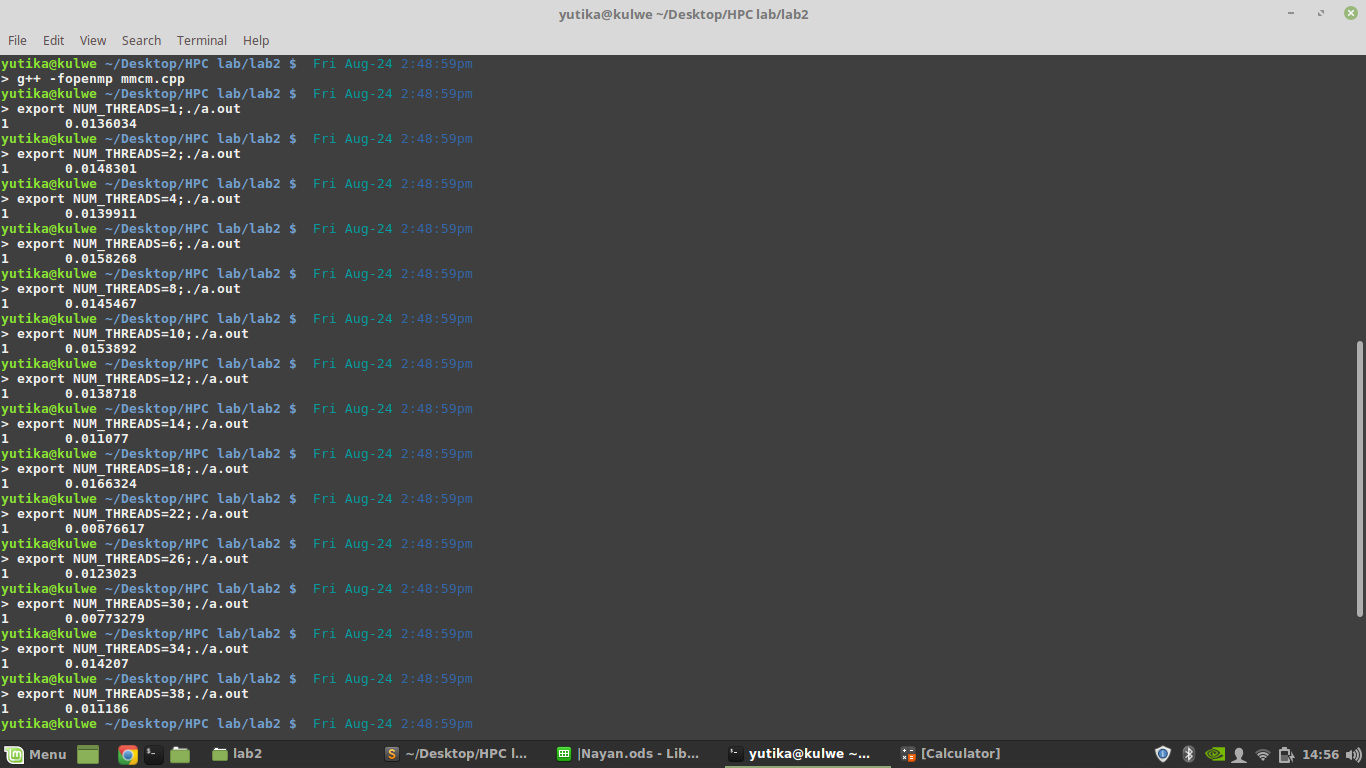 yutika@kulwe ~/Desktop/HPC lab/lab2
File Edit View Search Terminal Help
yutika@kulwe ~/Desktop/HPC lab/lab2 $  Fri Aug-24 2:48:59pm
> g++ -fopenmp mmcm.cpp
yutika@kulwe ~/Desktop/HPC lab/lab2 $  Fri Aug-24 2:48:59pm
> export NUM_THREADS=1;./a.out
1       0.0136034
yutika@kulwe ~/Desktop/HPC lab/lab2 $  Fri Aug-24 2:48:59pm
> export NUM_THREADS=2;./a.out
1       0.0148301
yutika@kulwe ~/Desktop/HPC lab/lab2 $  Fri Aug-24 2:48:59pm
> export NUM_THREADS=4;./a.out
1       0.0139911
yutika@kulwe ~/Desktop/HPC lab/lab2 $  Fri Aug-24 2:48:59pm
> export NUM_THREADS=6;./a.out
1       0.0158268
yutika@kulwe ~/Desktop/HPC lab/lab2 $  Fri Aug-24 2:48:59pm
> export NUM_THREADS=8;./a.out
1       0.0145467
yutika@kulwe ~/Desktop/HPC lab/lab2 $  Fri Aug-24 2:48:59pm
> export NUM_THREADS=10;./a.out
1       0.0153892
yutika@kulwe ~/Desktop/HPC lab/lab2 $  Fri Aug-24 2:48:59pm
> export NUM_THREADS=12;./a.out
1       0.0138718
yutika@kulwe ~/Desktop/HPC lab/lab2 $  Fri Aug-24 2:48:59pm
> export NUM_THREADS=14;./a.out
1       0.011077
yutika@kulwe ~/Desktop/HPC lab/lab2 $  Fri Aug-24 2:48:59pm
> export NUM_THREADS=18;./a.out
1       0.0166324
yutika@kulwe ~/Desktop/HPC lab/lab2 $  Fri Aug-24 2:48:59pm
> export NUM_THREADS=22;./a.out
1       0.00876617
yutika@kulwe ~/Desktop/HPC lab/lab2 $  Fri Aug-24 2:48:59pm
> export NUM_THREADS=26;./a.out
1       0.0123023
yutika@kulwe ~/Desktop/HPC lab/lab2 $  Fri Aug-24 2:48:59pm
> export NUM_THREADS=30;./a.out
1       0.00773279
yutika@kulwe ~/Desktop/HPC lab/lab2 $  Fri Aug-24 2:48:59pm
> export NUM_THREADS=34;./a.out
1       0.014207
yutika@kulwe ~/Desktop/HPC lab/lab2 $  Fri Aug-24 2:48:59pm
> export NUM_THREADS=38;./a.out
1       0.011186
yutika@kulwe ~/Desktop/HPC lab/lab2 $  Fri Aug-24 2:48:59pm
Menu lab2 ~/Desktop/HPC l... |Nayan.ods - Lib... yutika@kulwe ~... [Calculator] 14:56